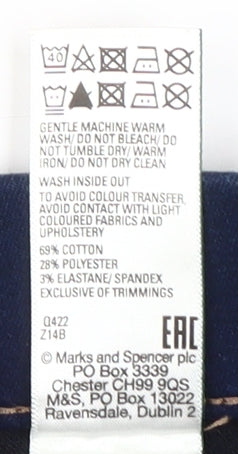 40
GENTLE MACHINE WARM
WASH/ DO NOT BLEACH/ DO
NOT TUMBLE DRY/ WARM
IRON/ DO NOT DRY CLEAN
WASH INSIDE OUT
TO AVOID COLOUR TRANSFER,
AVOID CONTACT WITH LIGHT
COLOURED FABRICS AND
UPHOLSTERY
69% COTTON
28% POLYESTER
3% ELASTANE/ SPANDEX
EXCLUSIVE OF TRIMMINGS
Q422
Z14B
EAC
© Marks and Spencer plc
PO Box 3339
Chester CH99 9QS
M&S, PO Box 13022
Ravensdale, Dublin 2